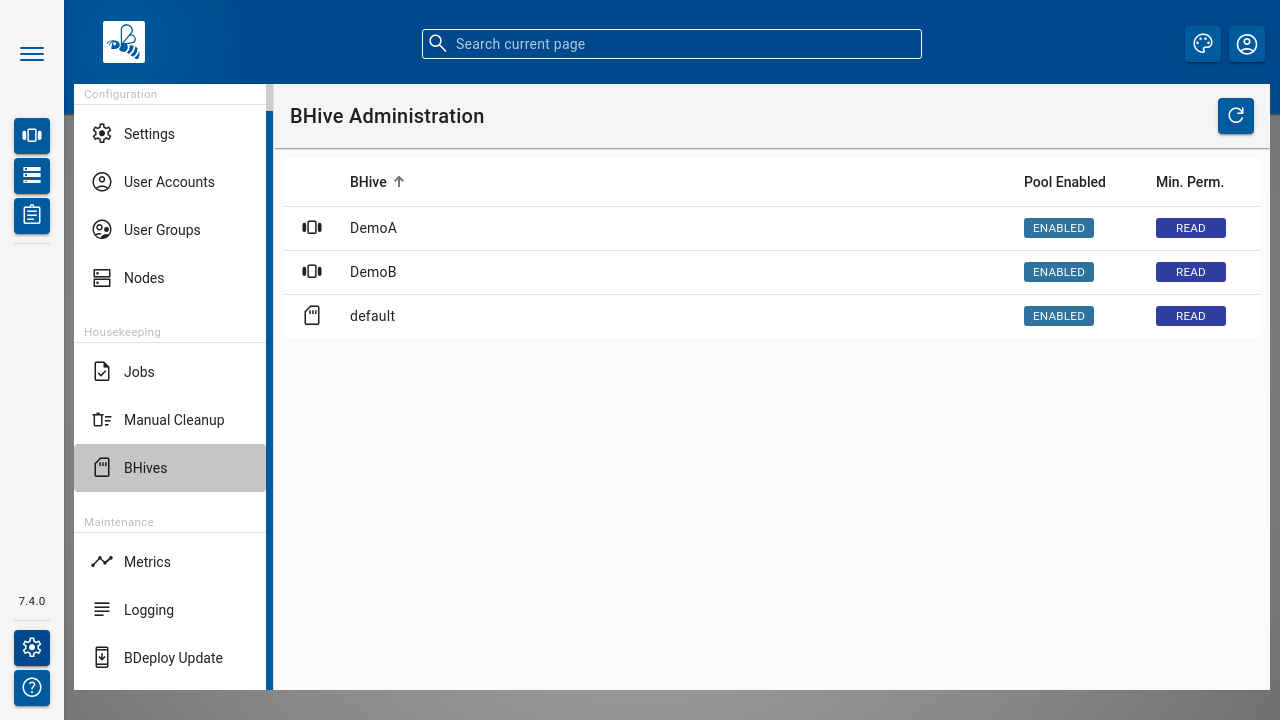 Search current page
Configuration
Settings
User Accounts
User Groups
Nodes
Housekeeping
Jobs
Manual Cleanup
BHives
Maintenance
Metrics
Logging
BDeploy Update
7.4.0
BHive Administration
BHive Pool Enabled Min. Perm.
DemoA ENABLED READ
DemoB ENABLED READ
default ENABLED READ